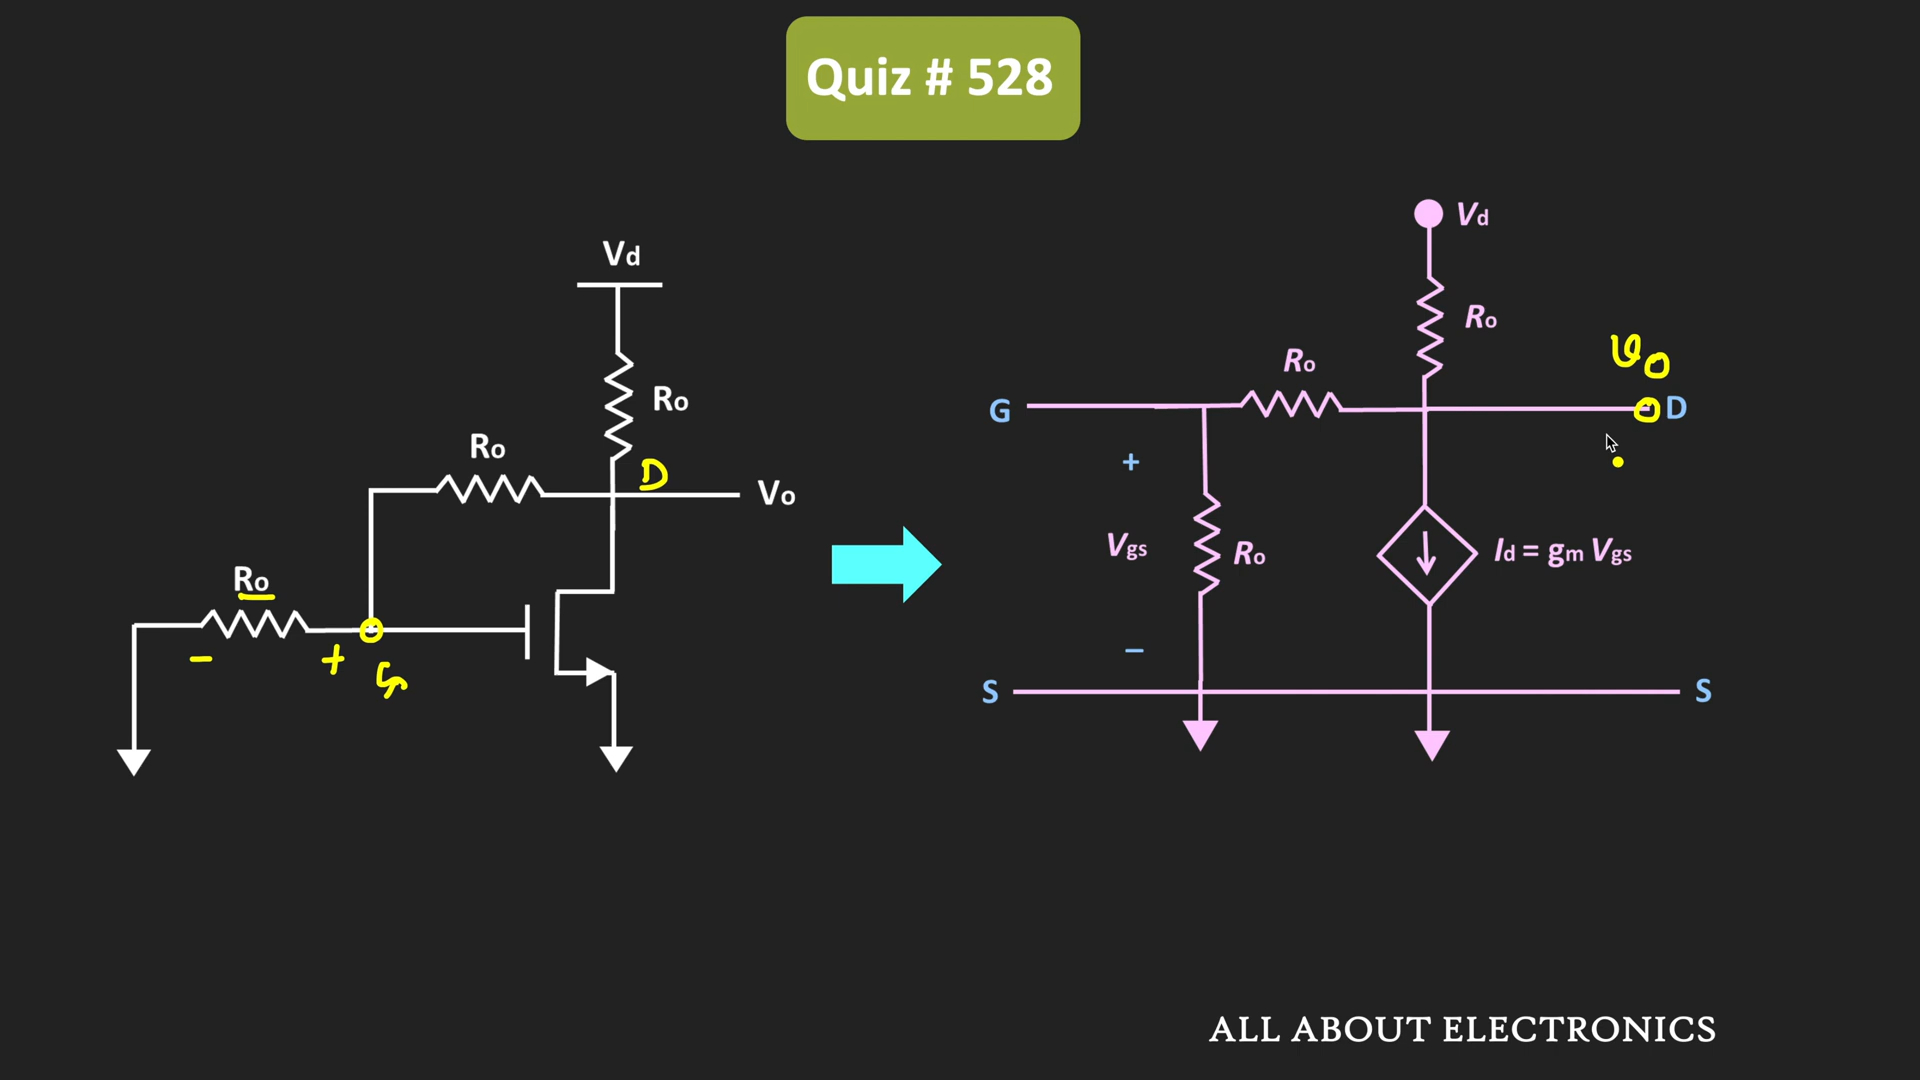 Quiz # 528
Vd
Ro
Ro
D
Vo
Ro
- +
G
Vd
Ro
Ro
Vo
G
D
+
Vgs
Ro
Id = gm Vgs
–
S
S
ALL ABOUT ELECTRONICS